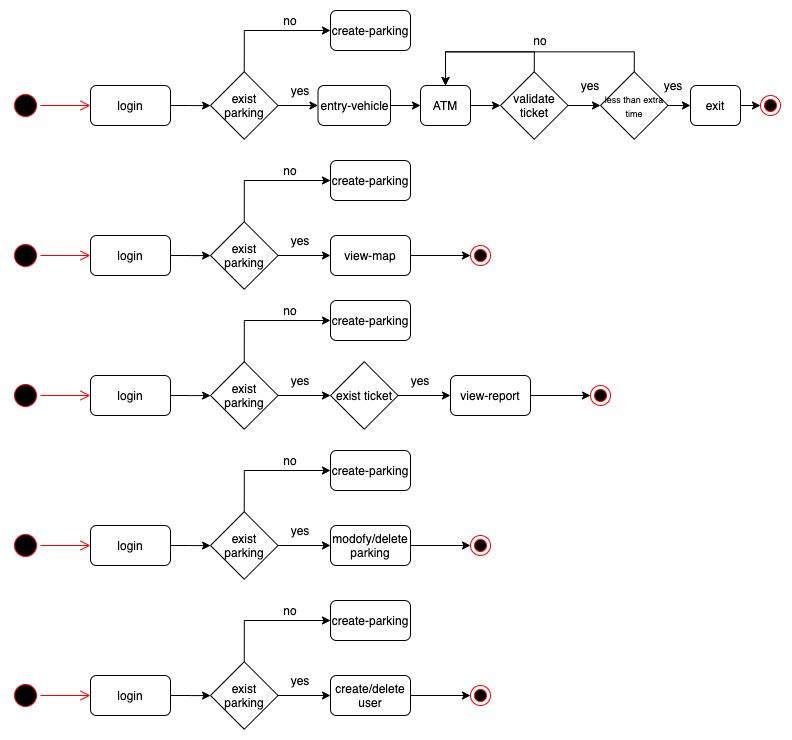 no
create-parking
no
login
exist
parking
yes
entry-vehicle
ATM
validate
ticket
yes
less than extra
time
yes
exit
no
create-parking
login
exist
parking
yes
view-map
no
create-parking
login
exist
parking
yes
exist ticket
yes
view-report
no
create-parking
login
exist
parking
yes
modofy/delete
parking
no
create-parking
login
exist
parking
yes
create/delete
user